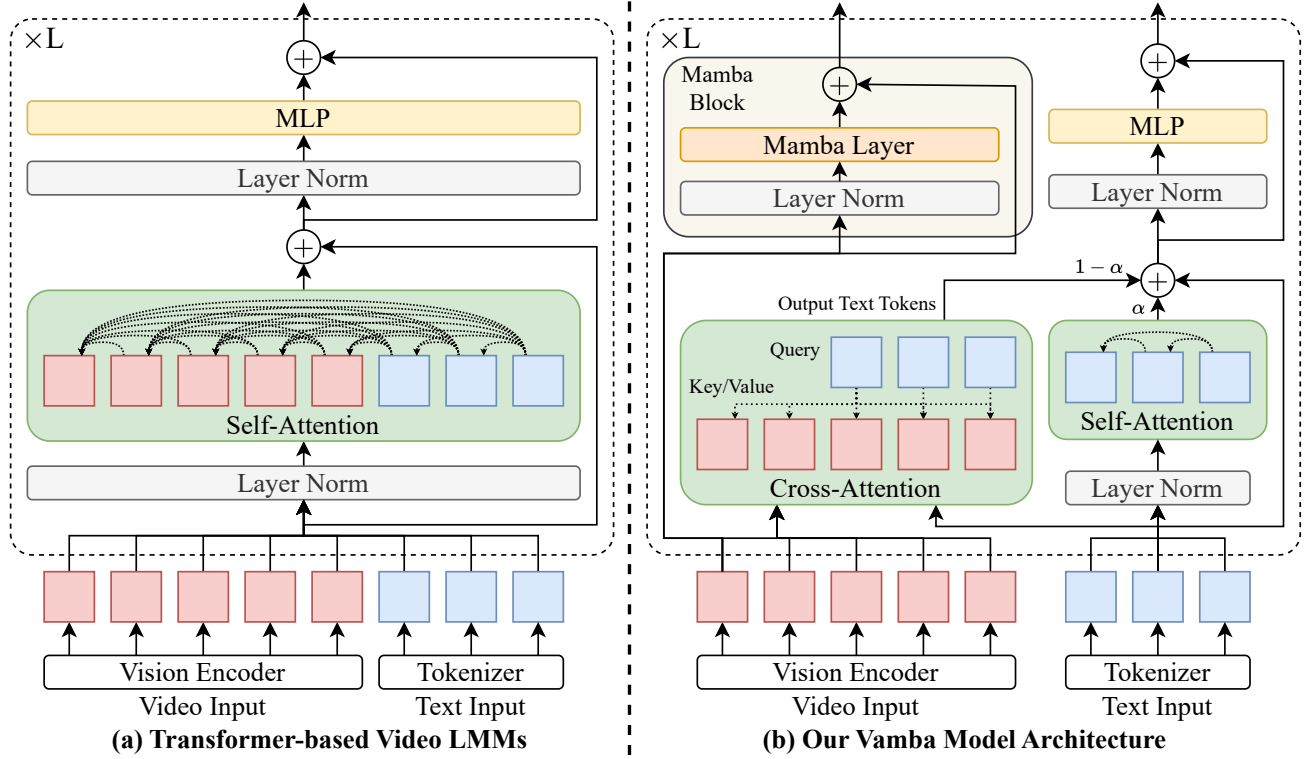 ×L
+
MLP
Layer Norm
+
Self-Attention
Layer Norm
Vision Encoder
Tokenizer
Video Input
Text Input
(a) Transformer-based Video LMMs
×L
Mamba
Block
+
Mamba Layer
Layer Norm
+
MLP
Layer Norm
1 − α
+
α
Output Text Tokens
Query
Key/Value
Cross-Attention
Self-Attention
Layer Norm
Vision Encoder
Tokenizer
Video Input
Text Input
(b) Our Vamba Model Architecture